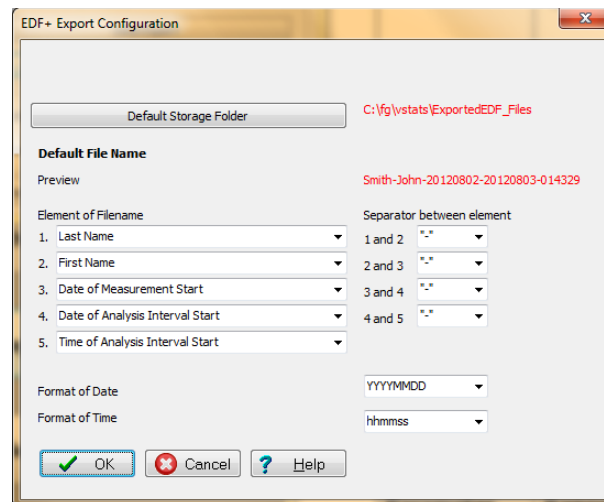 EDF+ Export Configuration
Default Storage Folder
C:\fg\vstats\ExportedEDF_Files
Default File Name
Preview
Smith-John-20120802-20120803-014329
Element of Filename
Separator between element
1. Last Name
1 and 2 "-"
2. First Name
2 and 3 "-"
3. Date of Measurement Start
3 and 4 "-"
4. Date of Analysis Interval Start
4 and 5 "-"
5. Time of Analysis Interval Start
Format of Date
YYYYMMDD
Format of Time
hhmmss
OK
Cancel
? Help